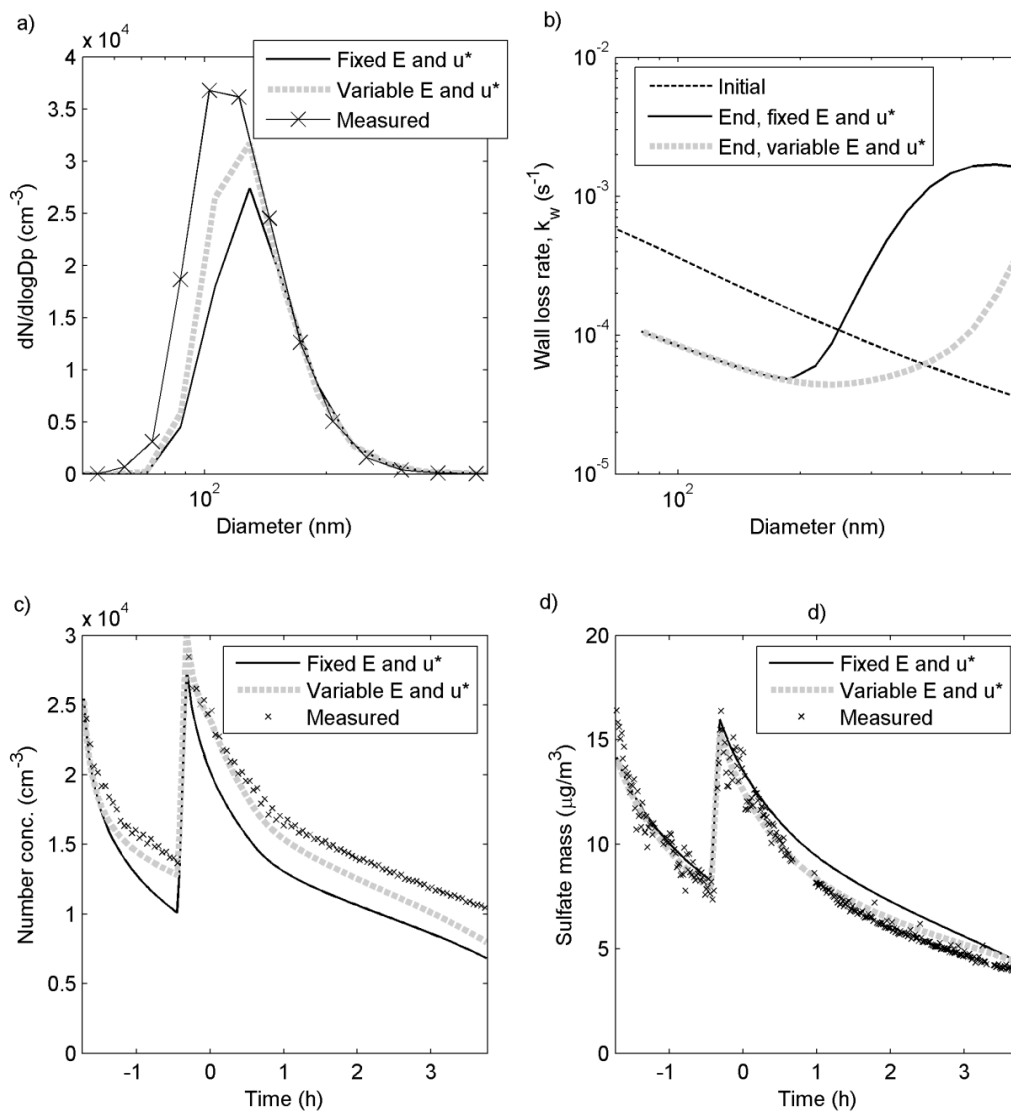 a)
x 10^4
dN/dlogDp (cm^-3)
4
3.5
3
2.5
2
1.5
1
0.5
0
10^2
Diameter (nm)
Fixed E and u*
Variable E and u*
Measured
b)
Wall loss rate, k_w (s^-1)
10^-2
10^-3
10^-4
10^-5
10^2
Diameter (nm)
Initial
End, fixed E and u*
End, variable E and u*
c)
x 10^4
Number conc. (cm^-3)
3
2.5
2
1.5
1
0.5
0
-1 0 1 2 3
Time (h)
Fixed E and u*
Variable E and u*
Measured
d)
d)
Sulfate mass (μg/m^3)
20
15
10
5
0
-1 0 1 2 3
Time (h)
Fixed E and u*
Variable E and u*
Measured